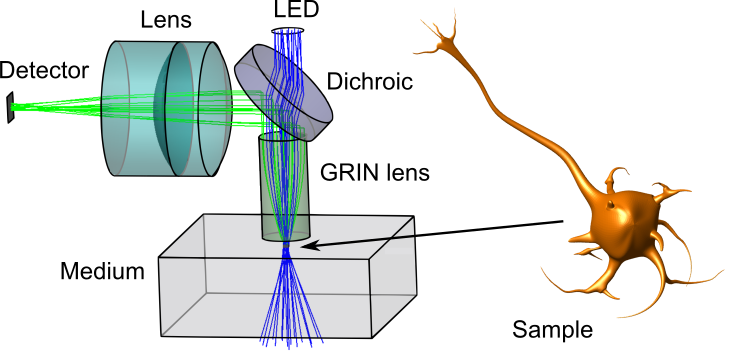 LED
Lens
Detector
Dichroic
GRIN lens
Medium
Sample